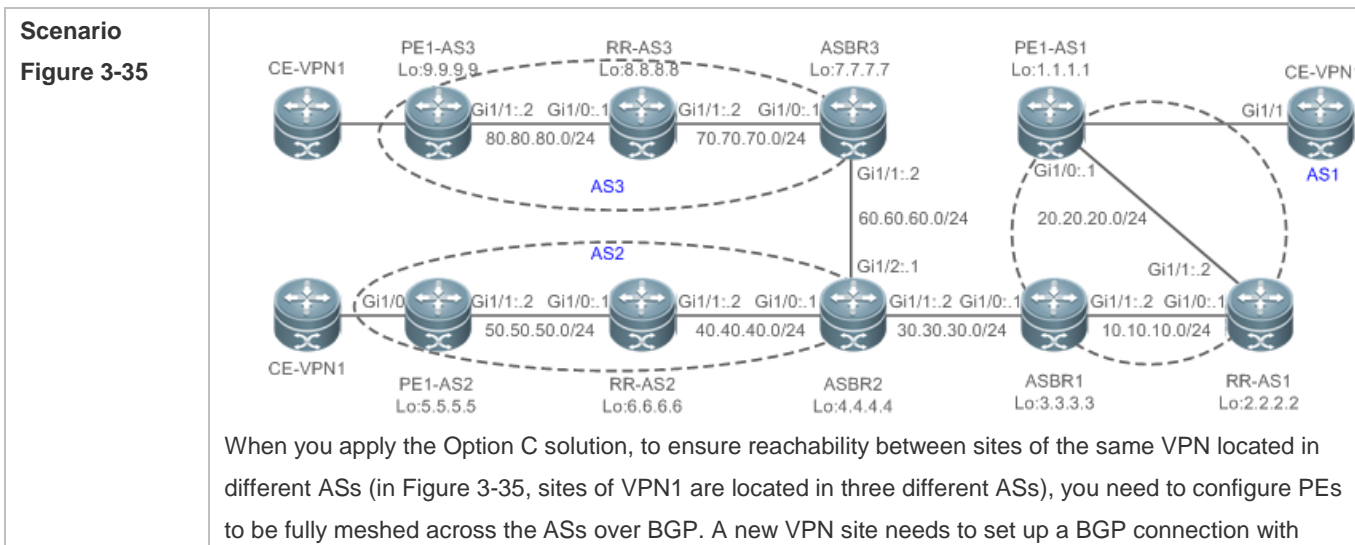 Scenario
Figure 3-35
PE1-AS3
Lo:9.9.9.9
RR-AS3
Lo:8.8.8.8
ASBR3
Lo:7.7.7.7
PE1-AS1
Lo:1.1.1.1
CE-VPN1
CE-VPN1
Gi1/1:.2 Gi1/0:.1
80.80.80.0/24
Gi1/1:.2 Gi1/0:.1
70.70.70.0/24
Gi1/1
AS3
AS1
Gi1/1:.2
Gi1/0:.1
60.60.60.0/24
20.20.20.0/24
AS2
Gi1/2:.1
Gi1/1:.2
Gi1/0
Gi1/1:.2 Gi1/0:.1
50.50.50.0/24
Gi1/1:.2 Gi1/0:.1
40.40.40.0/24
Gi1/1:.2 Gi1/0:.1
30.30.30.0/24
Gi1/1:.2 Gi1/0:.1
10.10.10.0/24
CE-VPN1
PE1-AS2
Lo:5.5.5.5
RR-AS2
Lo:6.6.6.6
ASBR2
Lo:4.4.4.4
ASBR1
Lo:3.3.3.3
RR-AS1
Lo:2.2.2.2
When you apply the Option C solution, to ensure reachability between sites of the same VPN located in
different ASs (in Figure 3-35, sites of VPN1 are located in three different ASs), you need to configure PEs
to be fully meshed across the ASs over BGP. A new VPN site needs to set up a BGP connection with